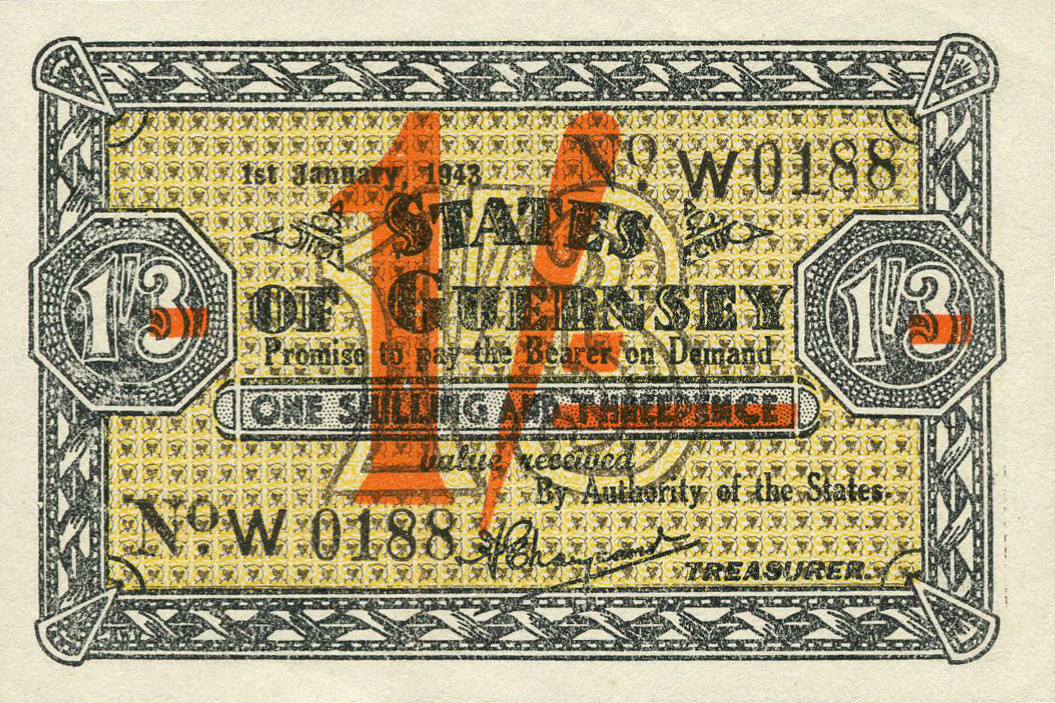 1st January, 1943
No. W 0188
STATES
OF GUERNSEY
1/3
1/3
1/-
Promise to pay the Bearer on Demand
ONE SHILLING AND THREEPENCE
value received
By Authority of the States.
No. W 0188
TREASURER.